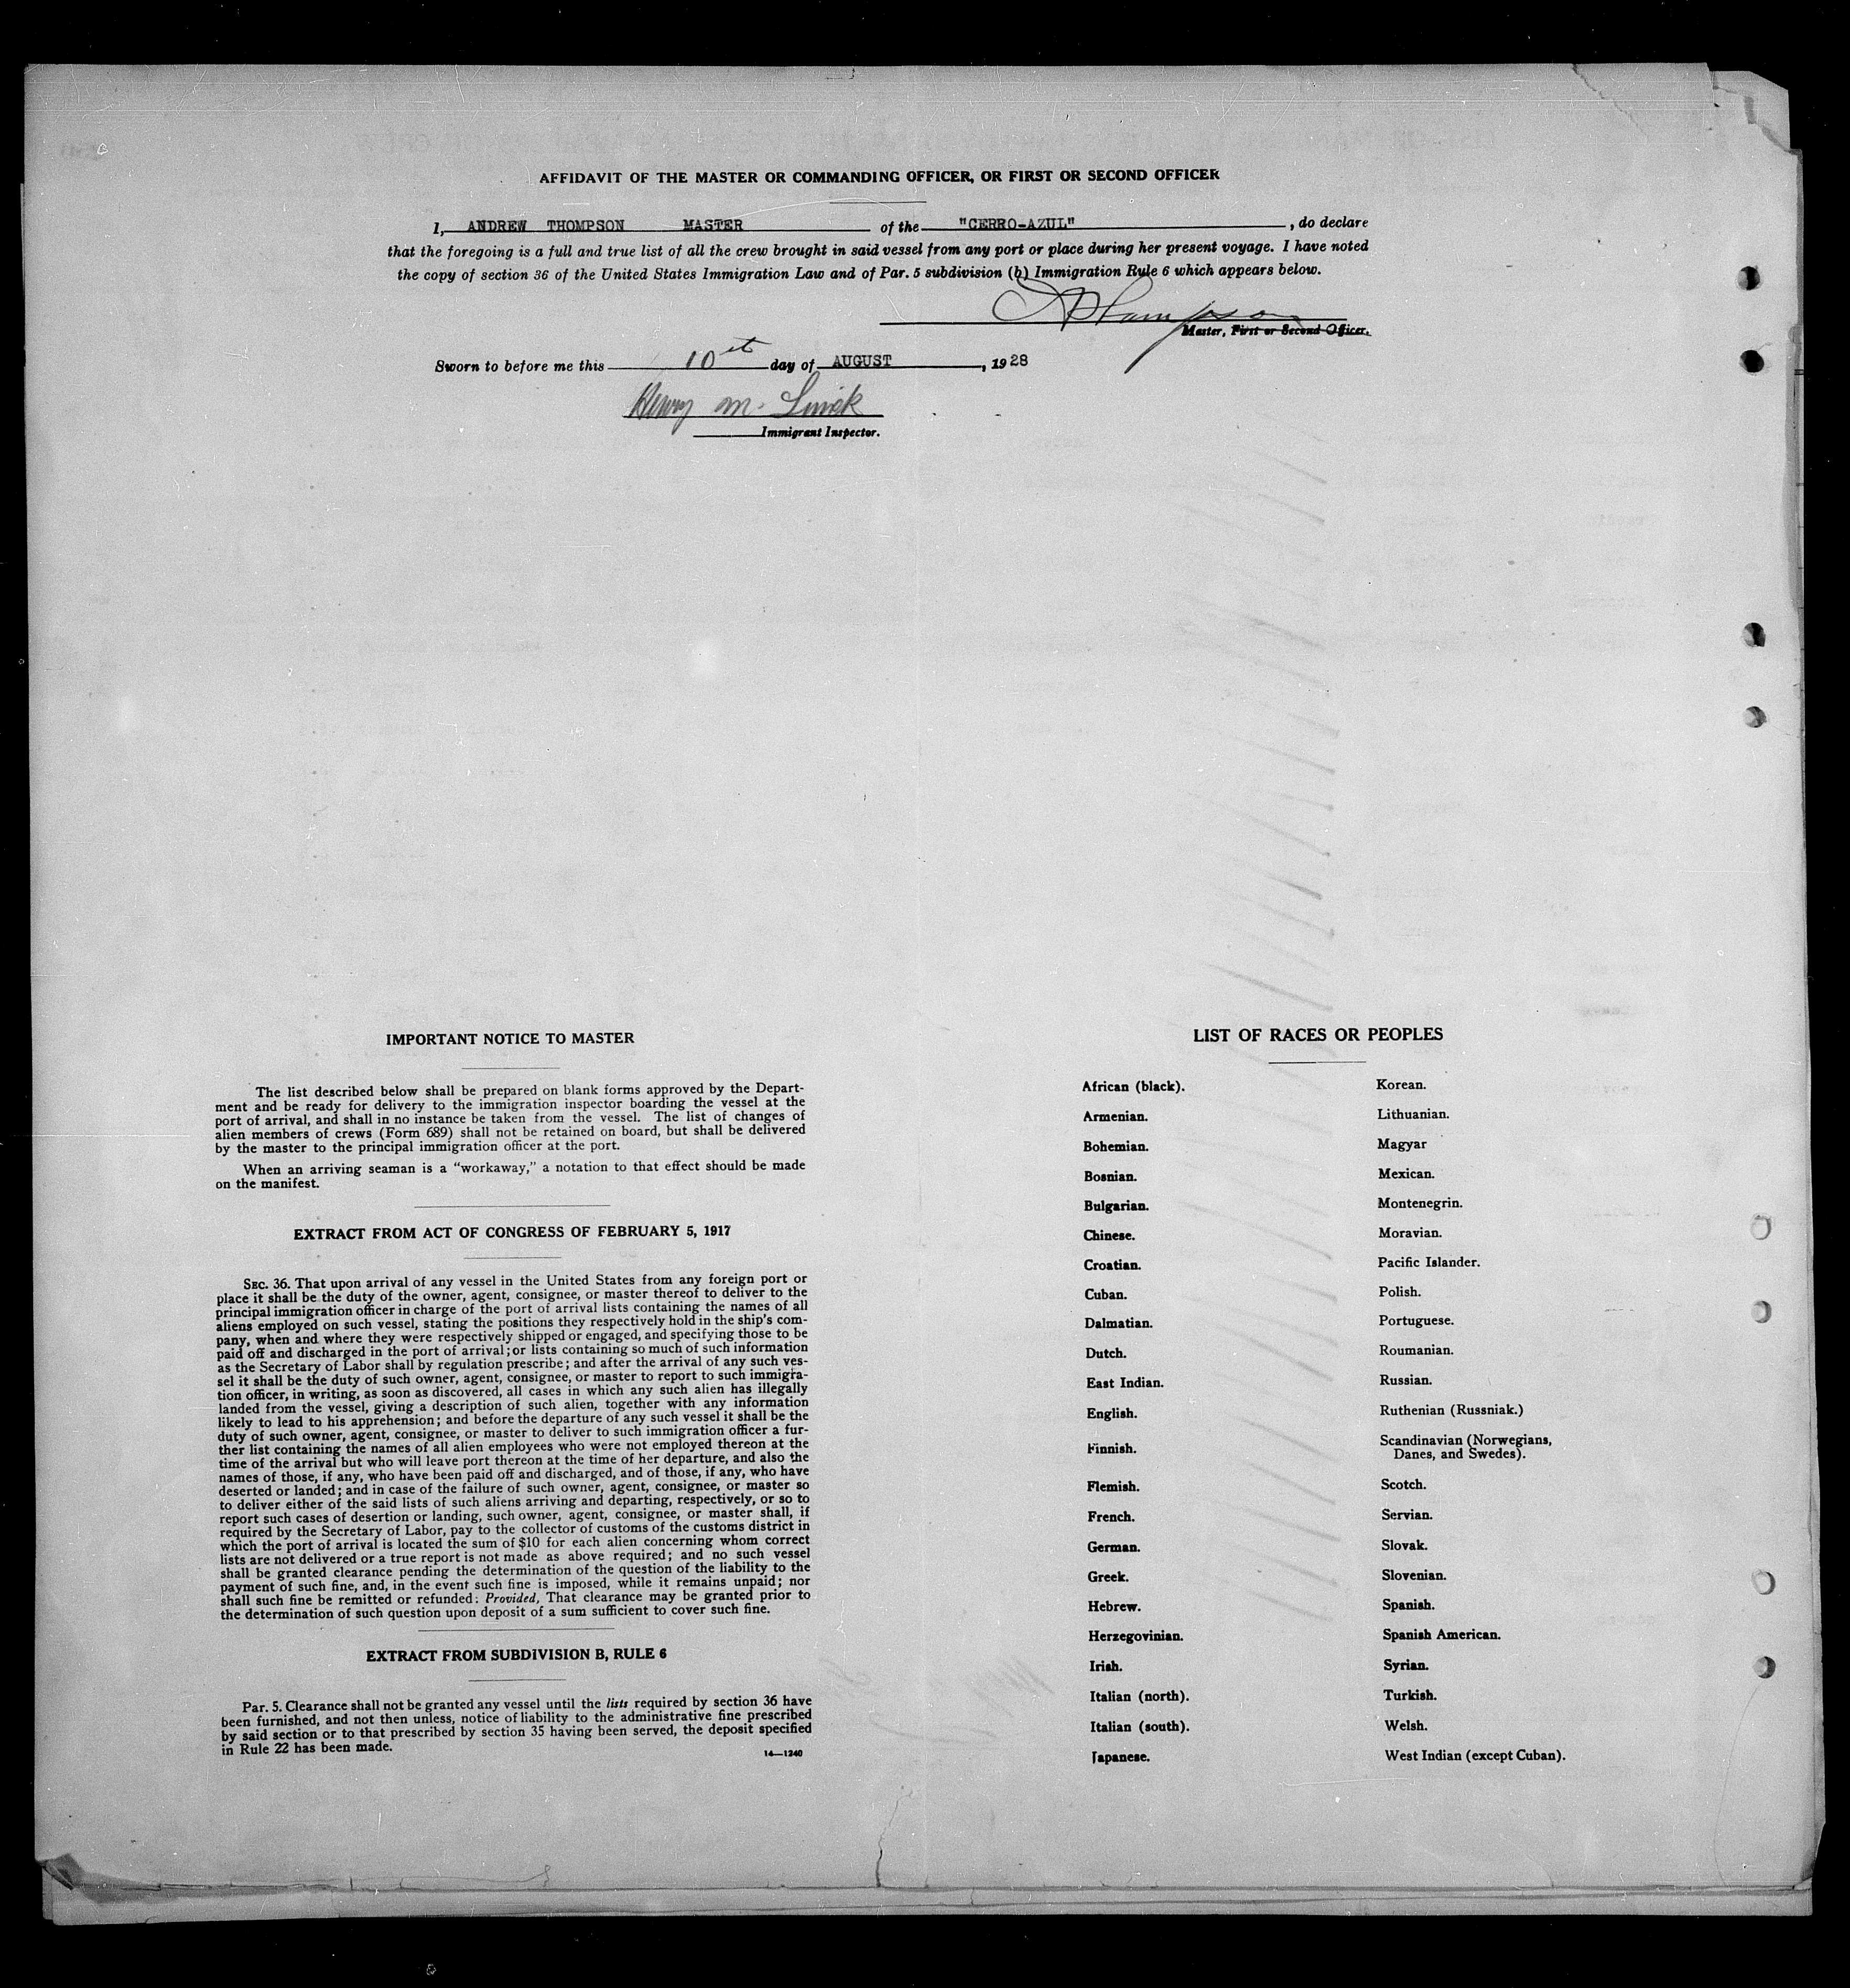 AFFIDAVIT OF THE MASTER OR COMMANDING OFFICER, OR FIRST OR SECOND OFFICER
I, ANDREW THOMPSON MASTER of the "CERRO-AZUL", do declare
that the foregoing is a full and true list of all the crew brought in said vessel from any port or place during her present voyage. I have noted
the copy of section 36 of the United States Immigration Law and of Par. 5 subdivision (b) Immigration Rule 6 which appears below.
Thompson
Master, First or Second Officer.
Sworn to before me this 10th day of AUGUST, 1928
Henry M.
Immigrant Inspector.
IMPORTANT NOTICE TO MASTER
The list described below shall be prepared on blank forms approved by the Depart-
ment and be ready for delivery to the immigration inspector boarding the vessel at the
port of arrival, and shall in no instance be taken from the vessel. The list of changes of
alien members of crews (Form 689) shall not be retained on board, but shall be delivered
by the master to the principal immigration officer at the port.
When an arriving seaman is a "workaway," a notation to that effect should be made
on the manifest.
EXTRACT FROM ACT OF CONGRESS OF FEBRUARY 5, 1917
SEC. 36. That upon arrival of any vessel in the United States from any foreign port or
place it shall be the duty of the owner, agent, consignee, or master thereof to deliver to the
principal immigration officer in charge of the port of arrival lists containing the names of all
aliens employed on such vessel, stating the positions they respectively hold in the ship's com-
pany, when and where they were respectively shipped or engaged, and specifying those to be
paid off and discharged in the port of arrival; or lists containing so much of such information
as the Secretary of Labor shall by regulation prescribe; and after the arrival of any such ves-
sel it shall be the duty of such owner, agent, consignee, or master to report to such immigra-
tion officer, in writing, as soon as discovered, all cases in which any such alien has illegally
landed from the vessel, giving a description of such alien, together with any information
likely to lead to his apprehension; and before the departure of any such vessel it shall be the
duty of such owner, agent, consignee, or master to deliver to such immigration officer a fur-
ther list containing the names of all alien employees who were not employed thereon at the
time of the arrival but who will leave port thereon at the time of her departure, and also the
names of those, if any, who have been paid off and discharged, and of those, if any, who have
deserted or landed; and in case of the failure of such owner, agent, consignee, or master so
to deliver either of the said lists of such aliens arriving and departing, respectively, or so to
report such cases of desertion or landing, such owner, agent, consignee, or master shall, if
required by the Secretary of Labor, pay to the collector of customs of the customs district in
which the port of arrival is located the sum of $10 for each alien concerning whom correct
lists are not delivered or a true report is not made as above required; and no such vessel
shall be granted clearance pending the determination of the question of the liability to the
payment of such fine, and, in the event such fine is imposed, while it remains unpaid; nor
shall such fine be remitted or refunded: Provided, That clearance may be granted prior to
the determination of such question upon deposit of a sum sufficient to cover such fine.
EXTRACT FROM SUBDIVISION B, RULE 6
Par. 5. Clearance shall not be granted any vessel until the lists required by section 36 have
been furnished, and not then unless, notice of liability to the administrative fine prescribed
by said section or to that prescribed by section 35 having been served, the deposit specified
in Rule 22 has been made.
14—1240
LIST OF RACES OR PEOPLES
African (black).
Armenian.
Bohemian.
Bosnian.
Bulgarian.
Chinese.
Croatian.
Cuban.
Dalmatian.
Dutch.
East Indian.
English.
Finnish.
Flemish.
French.
German.
Greek.
Hebrew.
Herzegovinian.
Irish.
Italian (north).
Italian (south).
Japanese.
Korean.
Lithuanian.
Magyar
Mexican.
Montenegrin.
Moravian.
Pacific Islander.
Polish.
Portuguese.
Roumanian.
Russian.
Ruthenian (Russniak.)
Scandinavian (Norwegians,
Danes, and Swedes).
Scotch.
Servian.
Slovak.
Slovenian.
Spanish.
Spanish American.
Syrian.
Turkish.
Welsh.
West Indian (except Cuban).